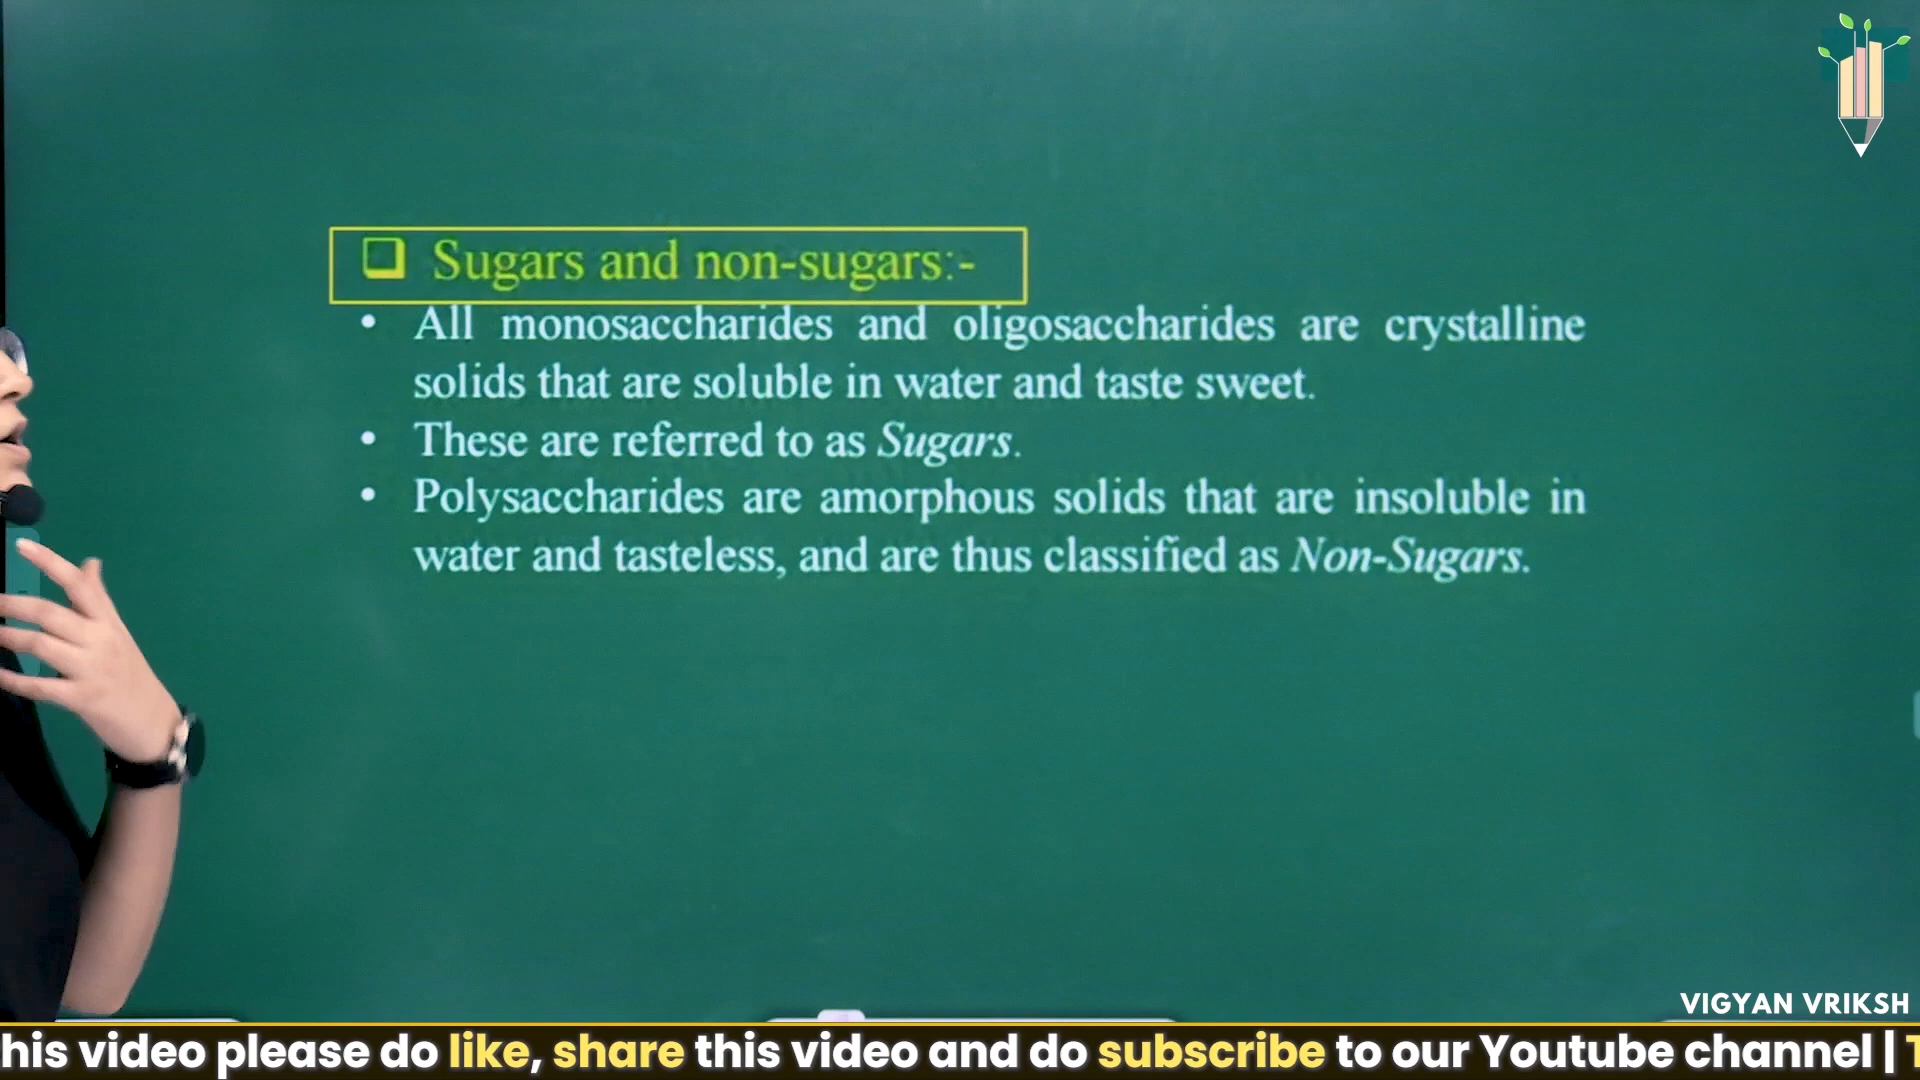 ❑ Sugars and non-sugars:-
• All monosaccharides and oligosaccharides are crystalline
solids that are soluble in water and taste sweet.
• These are referred to as Sugars.
• Polysaccharides are amorphous solids that are insoluble in
water and tasteless, and are thus classified as Non-Sugars.
VIGYAN VRIKSH
his video please do like, share this video and do subscribe to our Youtube channel | T